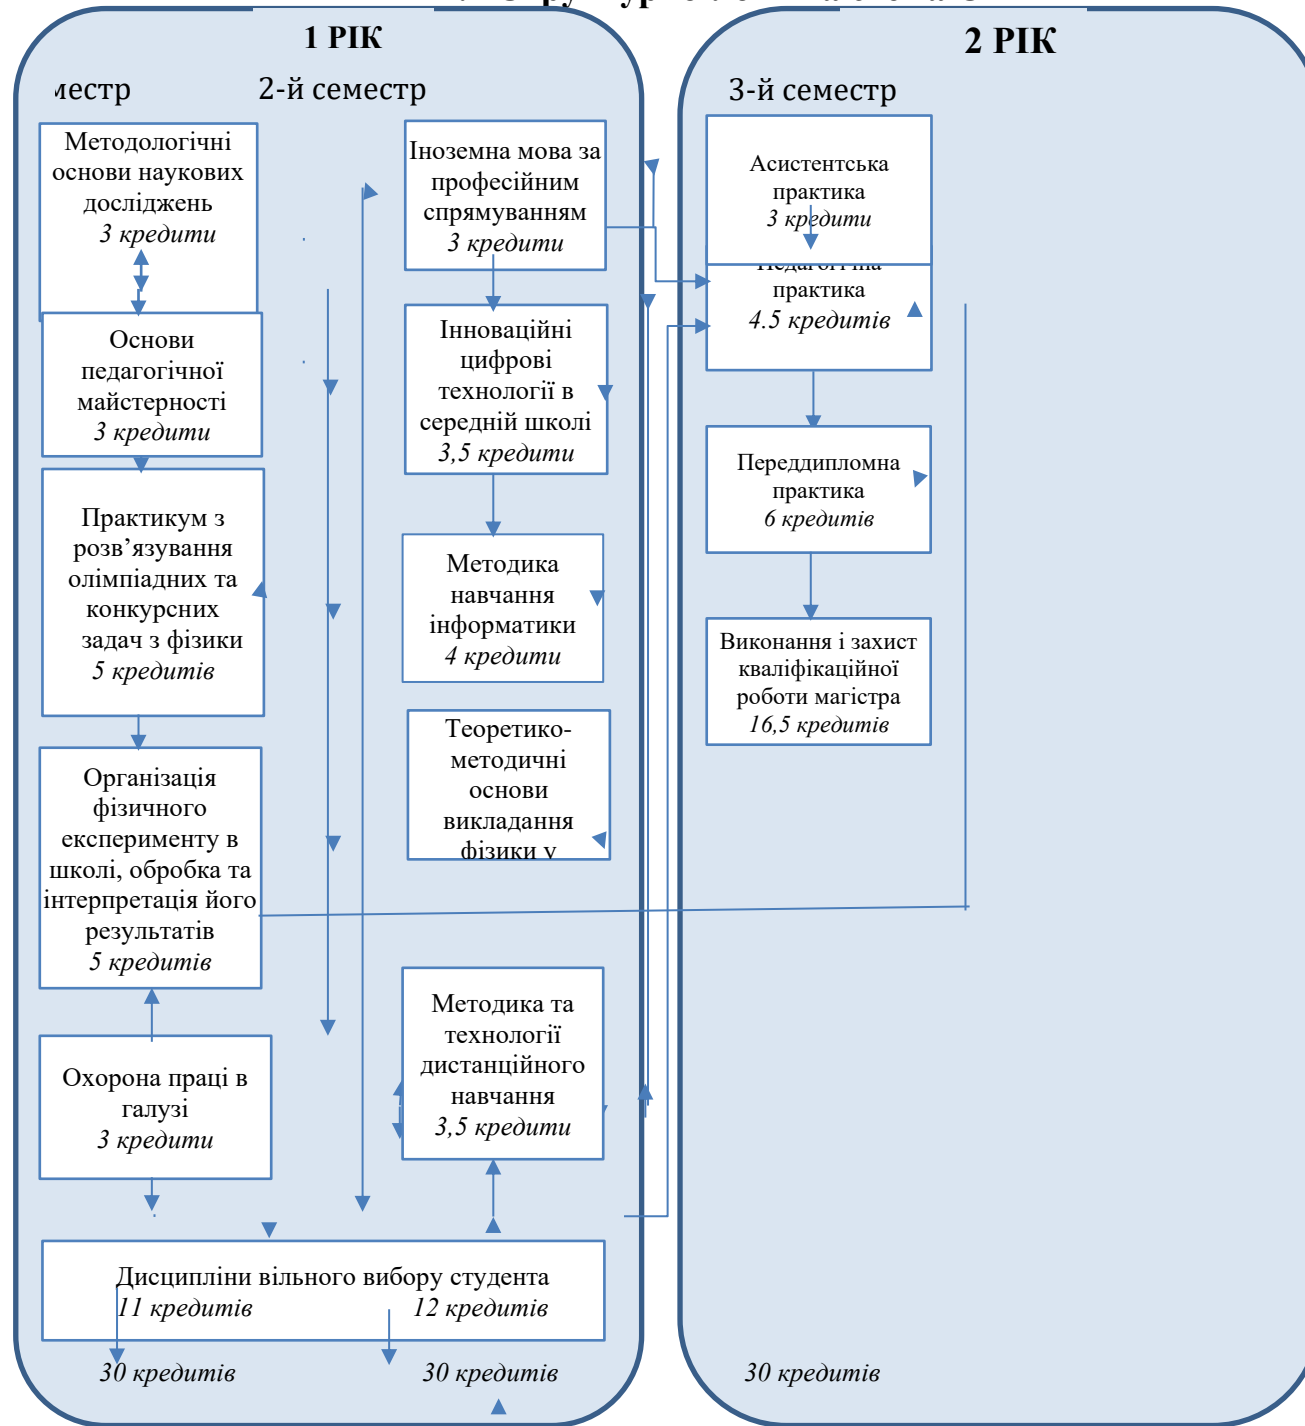 1 РІК
местр
2-й семестр
Методологічні
основи наукових
досліджень
3 кредити
Основи
педагогічної
майстерності
3 кредити
Практикум з
розв’язування
олімпіадних та
конкурсних
задач з фізики
5 кредитів
Організація
фізичного
експерименту в
школі, обробка та
інтерпретація його
результатів
5 кредитів
Охорона праці в
галузі
3 кредити
Іноземна мова за
професійним
спрямуванням
3 кредити
Інноваційні
цифрові
технології в
середній школі
3,5 кредити
Методика
навчання
інформатики
4 кредити
Теоретико-
методичні
основи
викладання
фізики у
Методика та
технології
дистанційного
навчання
3,5 кредити
Дисципліни вільного вибору студента
11 кредитів 12 кредитів
30 кредитів 30 кредитів
2 РІК
3-й семестр
Асистентська
практика
3 кредити
Педагогічна
практика
4.5 кредитів
Переддипломна
практика
6 кредитів
Виконання і захист
кваліфікаційної
роботи магістра
16,5 кредитів
30 кредитів